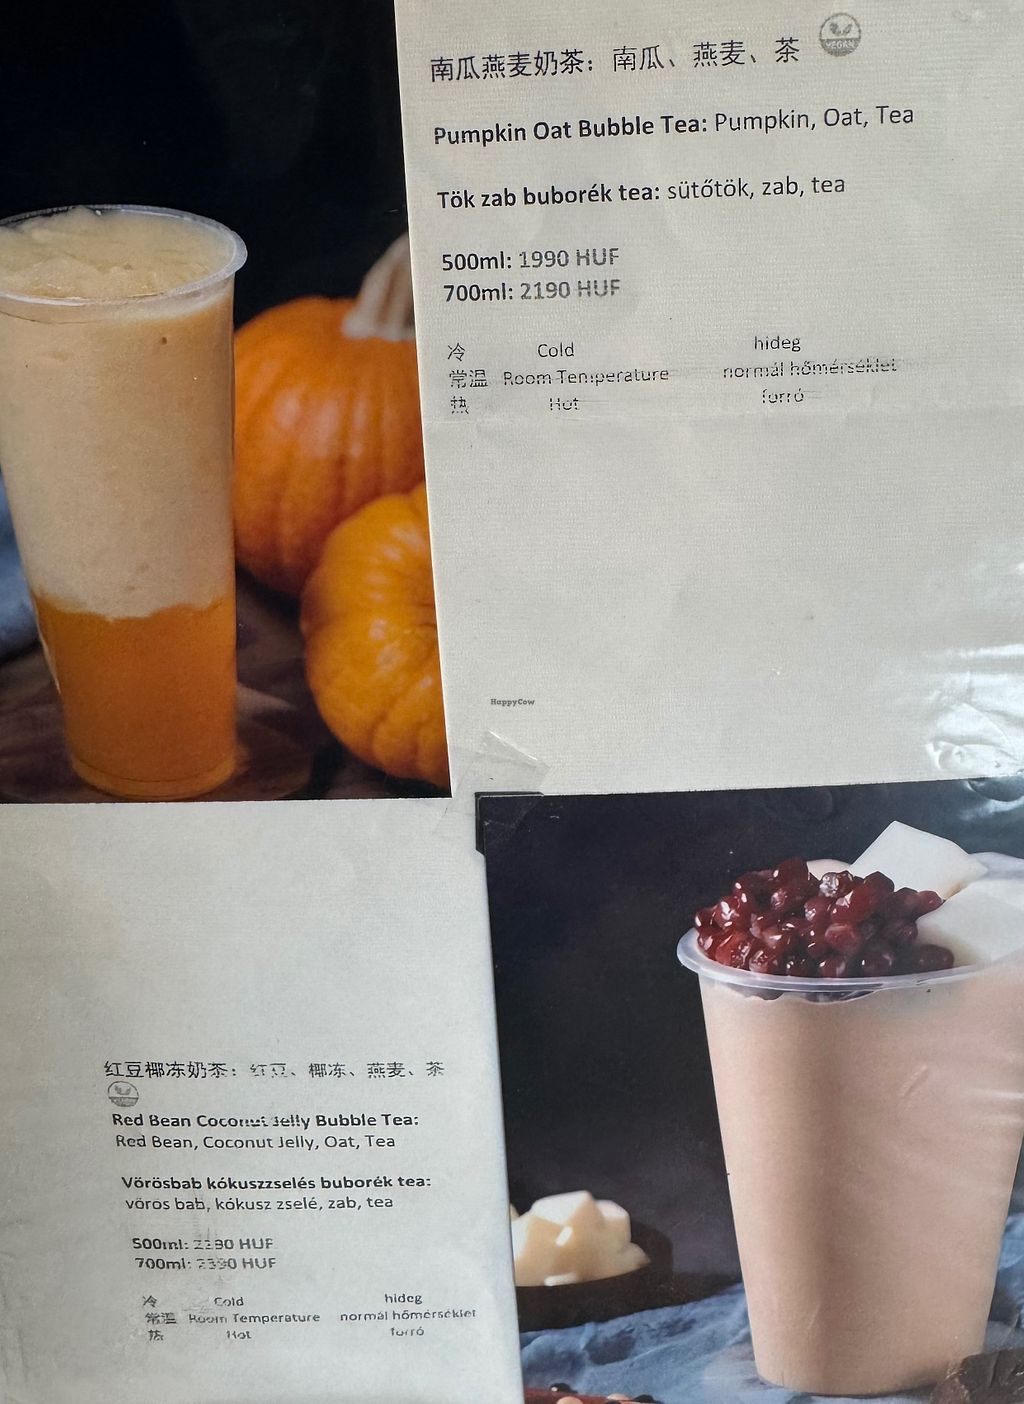 南瓜燕麦奶茶：南瓜、燕麦、茶
VEGAN
Pumpkin Oat Bubble Tea: Pumpkin, Oat, Tea
Tök zab buborék tea: sütőtök, zab, tea
500ml: 1990 HUF
700ml: 2190 HUF
冷 Cold hideg
常温 Room Temperature normál hőmérséklet
热 Hot forró
HappyCow
红豆椰冻奶茶：红豆、椰冻、燕麦、茶
Red Bean Coconut Jelly Bubble Tea:
Red Bean, Coconut Jelly, Oat, Tea
Vörösbab kókuszzselés buborék tea:
vörös bab, kókusz zselé, zab, tea
500ml: HUF
700ml: HUF
冷 Cold hideg
常温 Room Temperature normál hőmérséklet
热 Hot forró